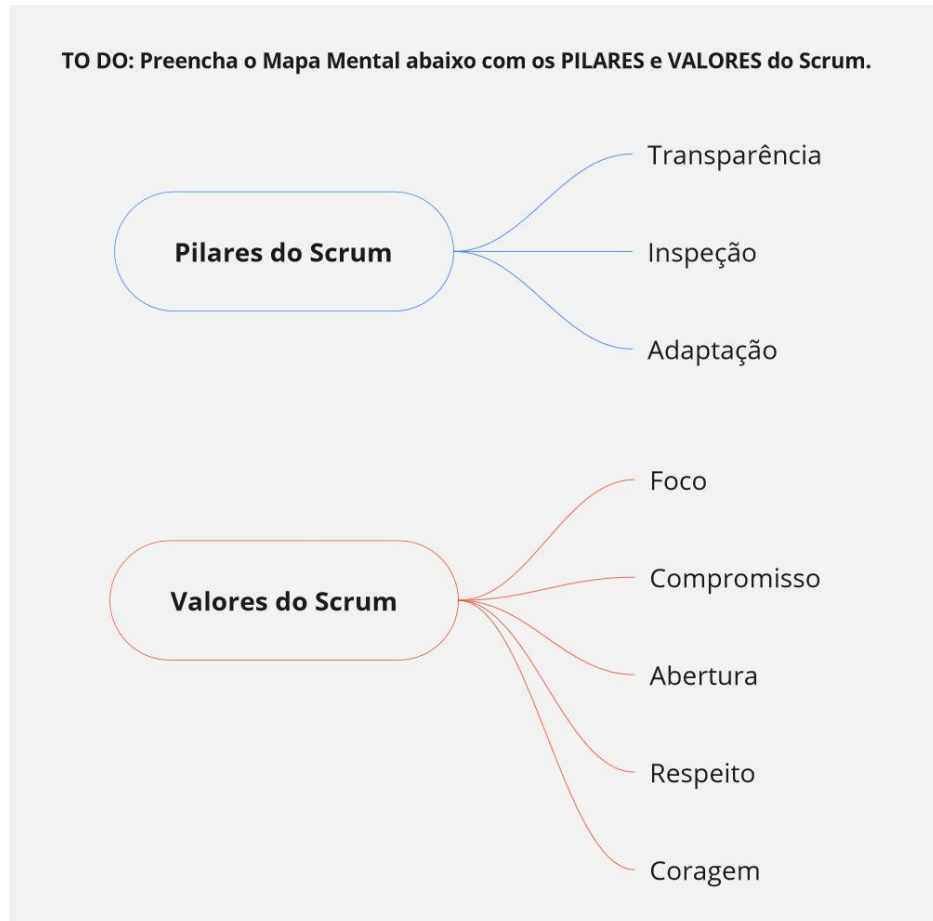 TO DO: Preencha o Mapa Mental abaixo com os PILARES e VALORES do Scrum.
Pilares do Scrum
Transparência
Inspeção
Adaptação
Valores do Scrum
Foco
Compromisso
Abertura
Respeito
Coragem